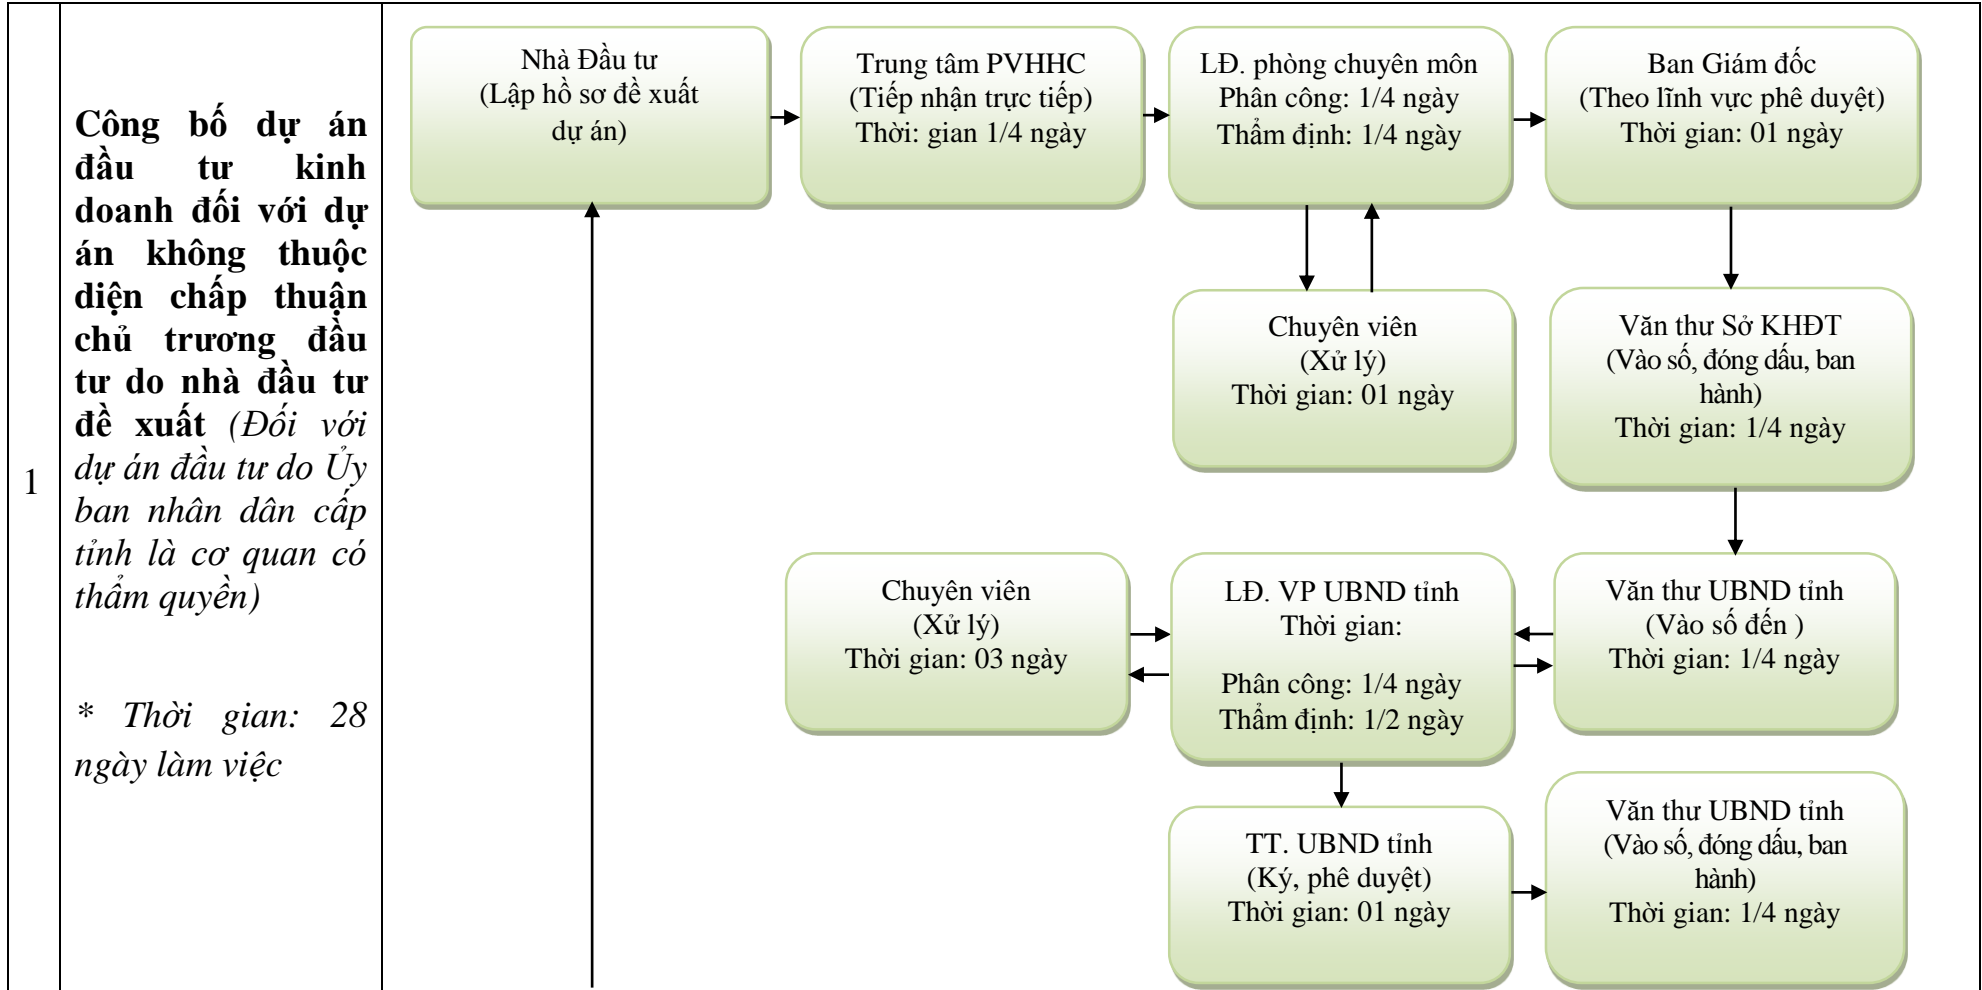 1
Công bố dự án
đầu tư kinh
doanh đối với dự
án không thuộc
diện chấp thuận
chủ trương đầu
tư do nhà đầu tư
đề xuất (Đối với
dự án đầu tư do Ủy
ban nhân dân cấp
tỉnh là cơ quan có
thẩm quyền)
* Thời gian: 28
ngày làm việc
Nhà Đầu tư
(Lập hồ sơ đề xuất
dự án)
Trung tâm PVHHC
(Tiếp nhận trực tiếp)
Thời: gian 1/4 ngày
LĐ. phòng chuyên môn
Phân công: 1/4 ngày
Thẩm định: 1/4 ngày
Ban Giám đốc
(Theo lĩnh vực phê duyệt)
Thời gian: 01 ngày
Chuyên viên
(Xử lý)
Thời gian: 01 ngày
Văn thư Sở KHĐT
(Vào số, đóng dấu, ban
hành)
Thời gian: 1/4 ngày
Chuyên viên
(Xử lý)
Thời gian: 03 ngày
LĐ. VP UBND tỉnh
Thời gian:
Phân công: 1/4 ngày
Thẩm định: 1/2 ngày
Văn thư UBND tỉnh
(Vào số đến )
Thời gian: 1/4 ngày
TT. UBND tỉnh
(Ký, phê duyệt)
Thời gian: 01 ngày
Văn thư UBND tỉnh
(Vào số, đóng dấu, ban
hành)
Thời gian: 1/4 ngày